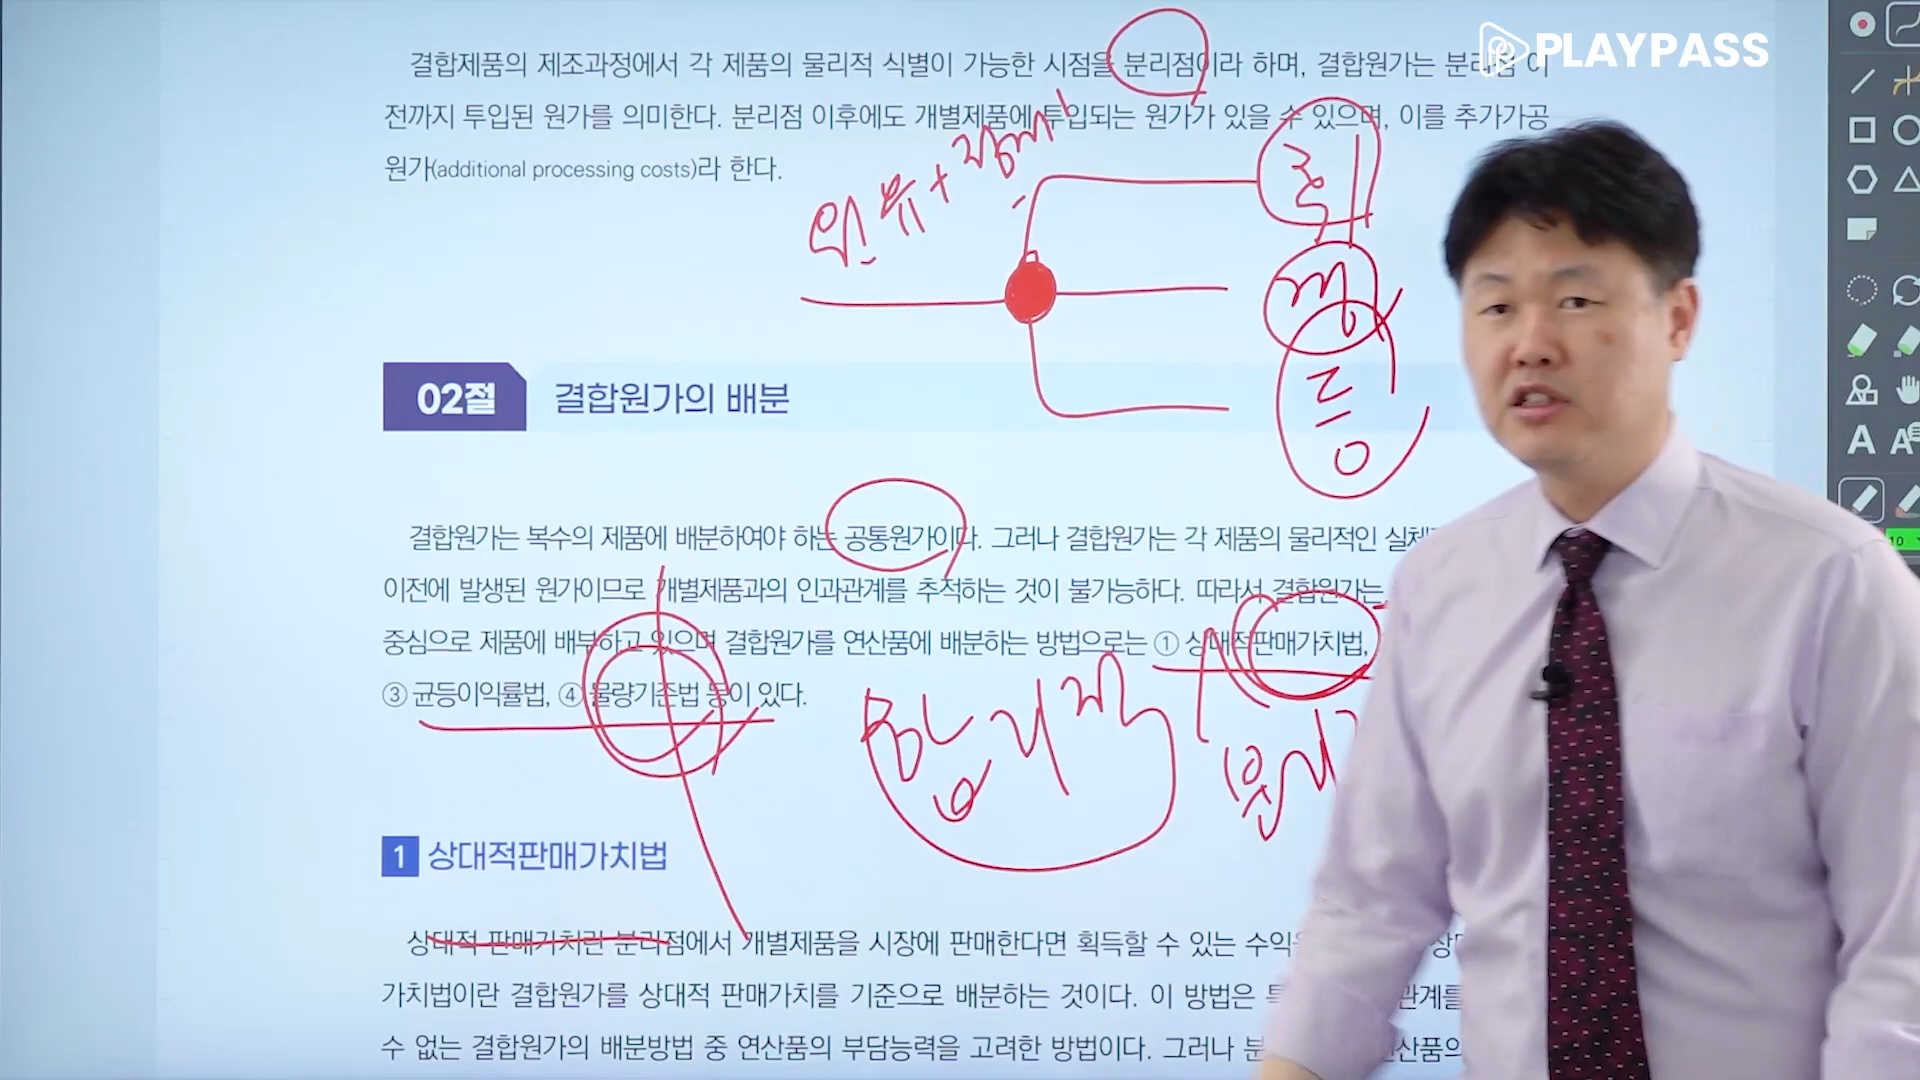 PLAYPASS
결합제품의 제조과정에서 각 제품의 물리적 식별이 가능한 시점을 분리점이라 하며, 결합원가는 분리점 이
전까지 투입된 원가를 의미한다. 분리점 이후에도 개별제품에 투입되는 원가가 있을 수 있으며, 이를 추가가공
원가(additional processing costs)라 한다.
원유+
등
02절 결합원가의 배분
결합원가는 복수의 제품에 배분하여야 하는 공통원가이다. 그러나 결합원가는 각 제품의 물리적인 실체
이전에 발생된 원가이므로 개별제품과의 인과관계를 추적하는 것이 불가능하다. 따라서 결합원가는
중심으로 제품에 배부하고 있으며 결합원가를 연산품에 배분하는 방법으로는 ① 상대적판매가치법,
③ 균등이익률법, ④ 물량기준법 등이 있다.
합리적
1 상대적판매가치법
상대적 판매가치란 분리점에서 개별제품을 시장에 판매한다면 획득할 수 있는 수익
가치법이란 결합원가를 상대적 판매가치를 기준으로 배분하는 것이다. 이 방법은 관계를
수 없는 결합원가의 배분방법 중 연산품의 부담능력을 고려한 방법이다. 그러나
A
10